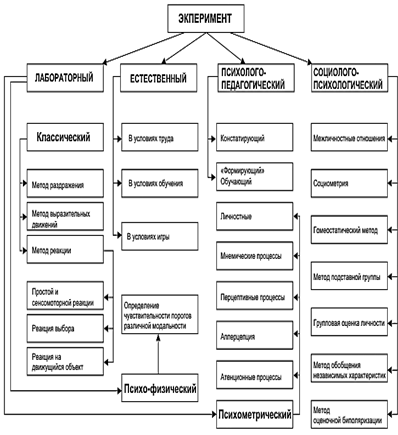 ЭКПЕРИМЕНТ
ЛАБОРАТОРНЫЙ
ЕСТЕСТВЕННЫЙ
ПСИХОЛОГО-
ПЕДАГОГИЧЕСКИЙ
СОЦИОЛОГО-
ПСИХОЛОГИЧЕСКИЙ
Классический
Метод раздражения
Метод выразительных
движений
Метод реакции
Простой и
сенссомоторной реакции
Реакция выбора
Реакция на
движущийся объект
В условиях труда
В условиях обучения
В условиях игры
Определение
чувствительности порогов
различной модальности
Психо-физический
Констатирующий
«Формирующий»
Обучающий
Личностные
Мнемические процессы
Перцептивные процессы
Апперцепция
Атенционные процессы
Психометрический
Межличностные отношения
Социометрия
Гомеостатический метод
Метод подставной группы
Групповая оценка личности
Метод обобщения
независимых характеристик
Метод
оценочной биполяризации